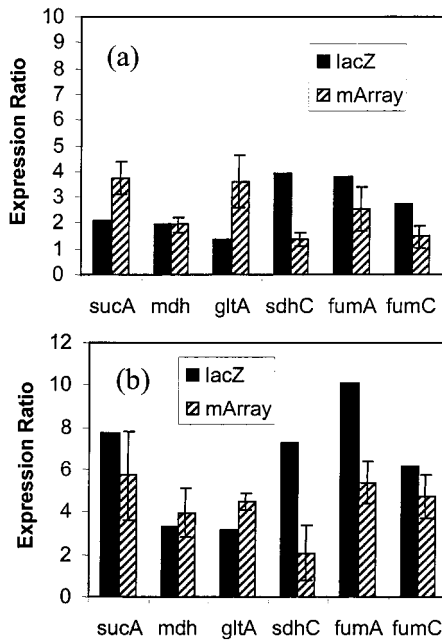 10
9
(a)
lacZ
8
mArray
7
6
5
4
3
2
1
0
Expression Ratio
sucA mdh gltA sdhC fumA fumC
12
(b)
lacZ
10
mArray
8
6
4
2
0
Expression Ratio
sucA mdh gltA sdhC fumA fumC